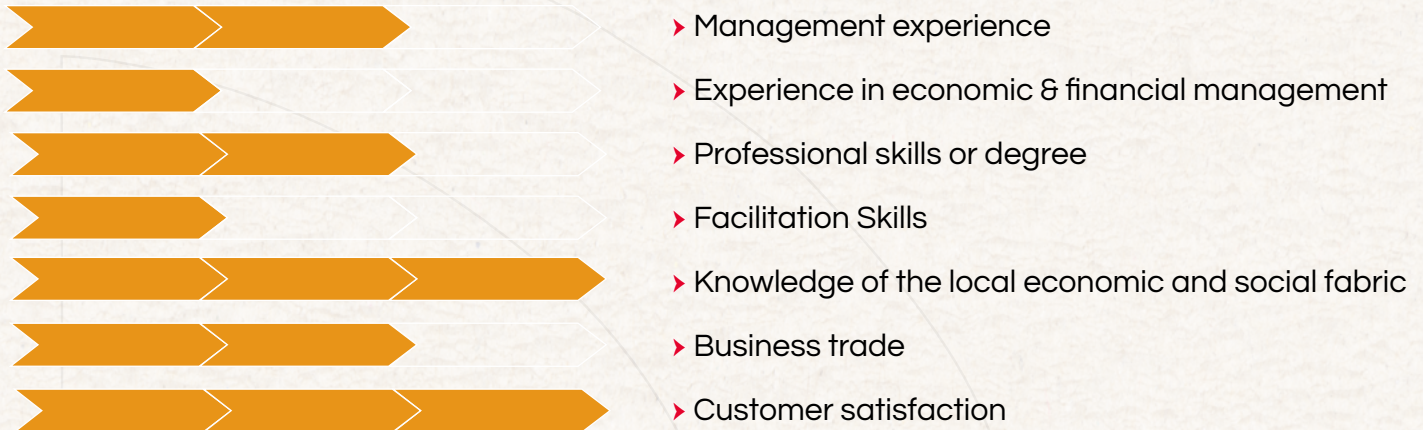 Management experience
Experience in economic & financial management
Professional skills or degree
Facilitation Skills
Knowledge of the local economic and social fabric
Business trade
Customer satisfaction